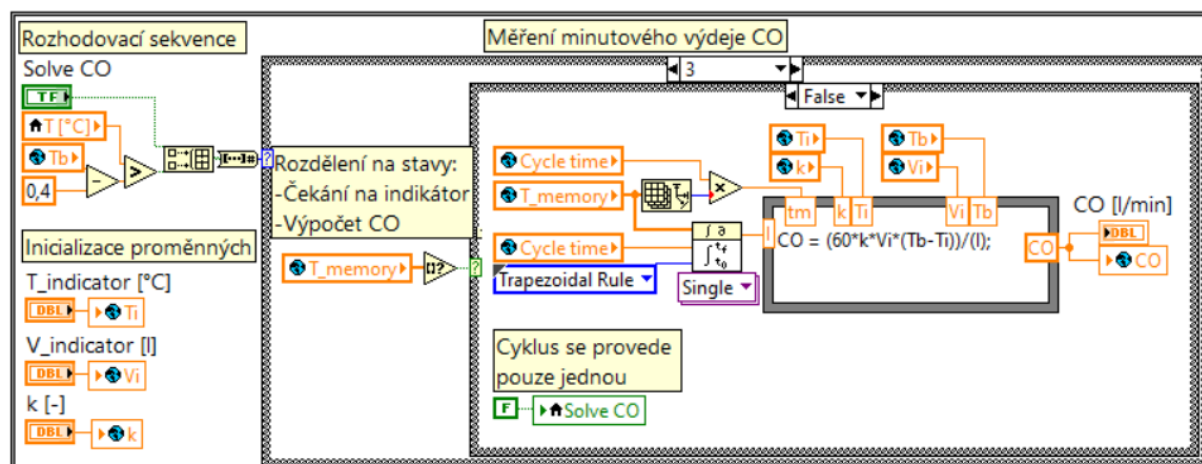 Rozhodovací sekvence
Měření minutového výdeje CO
Solve CO
TF
T [°C]
Tb
0,4
3
False
Rozdělení na stavy:
-Čekání na indikátor
-Výpočet CO
Cycle time
T_memory
Cycle time
Trapezoidal Rule
Single
T_memory
Ti
k
Tb
Vi
tm
k
Ti
Vi
Tb
I
CO = (60*k*Vi*(Tb-Ti))/(I);
CO
CO [l/min]
DBL
CO
Inicializace proměnných
T_indicator [°C]
DBL
Ti
V_indicator [l]
DBL
Vi
k [-]
DBL
k
Cyklus se provede
pouze jednou
F
Solve CO